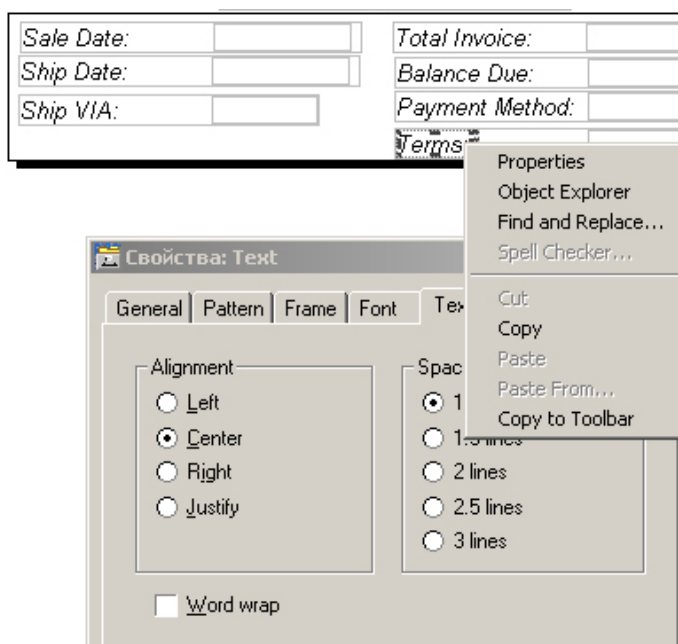 Sale Date:
Total Invoice:
Ship Date:
Balance Due:
Ship VIA:
Payment Method:
Terms:
Properties
Object Explorer
Find and Replace...
Spell Checker...
Cut
Copy
Paste
Paste From...
Copy to Toolbar
Свойства: Text
General Pattern Frame Font
Alignment
Left
Center
Right
Justify
Word wrap
2 lines
2.5 lines
3 lines